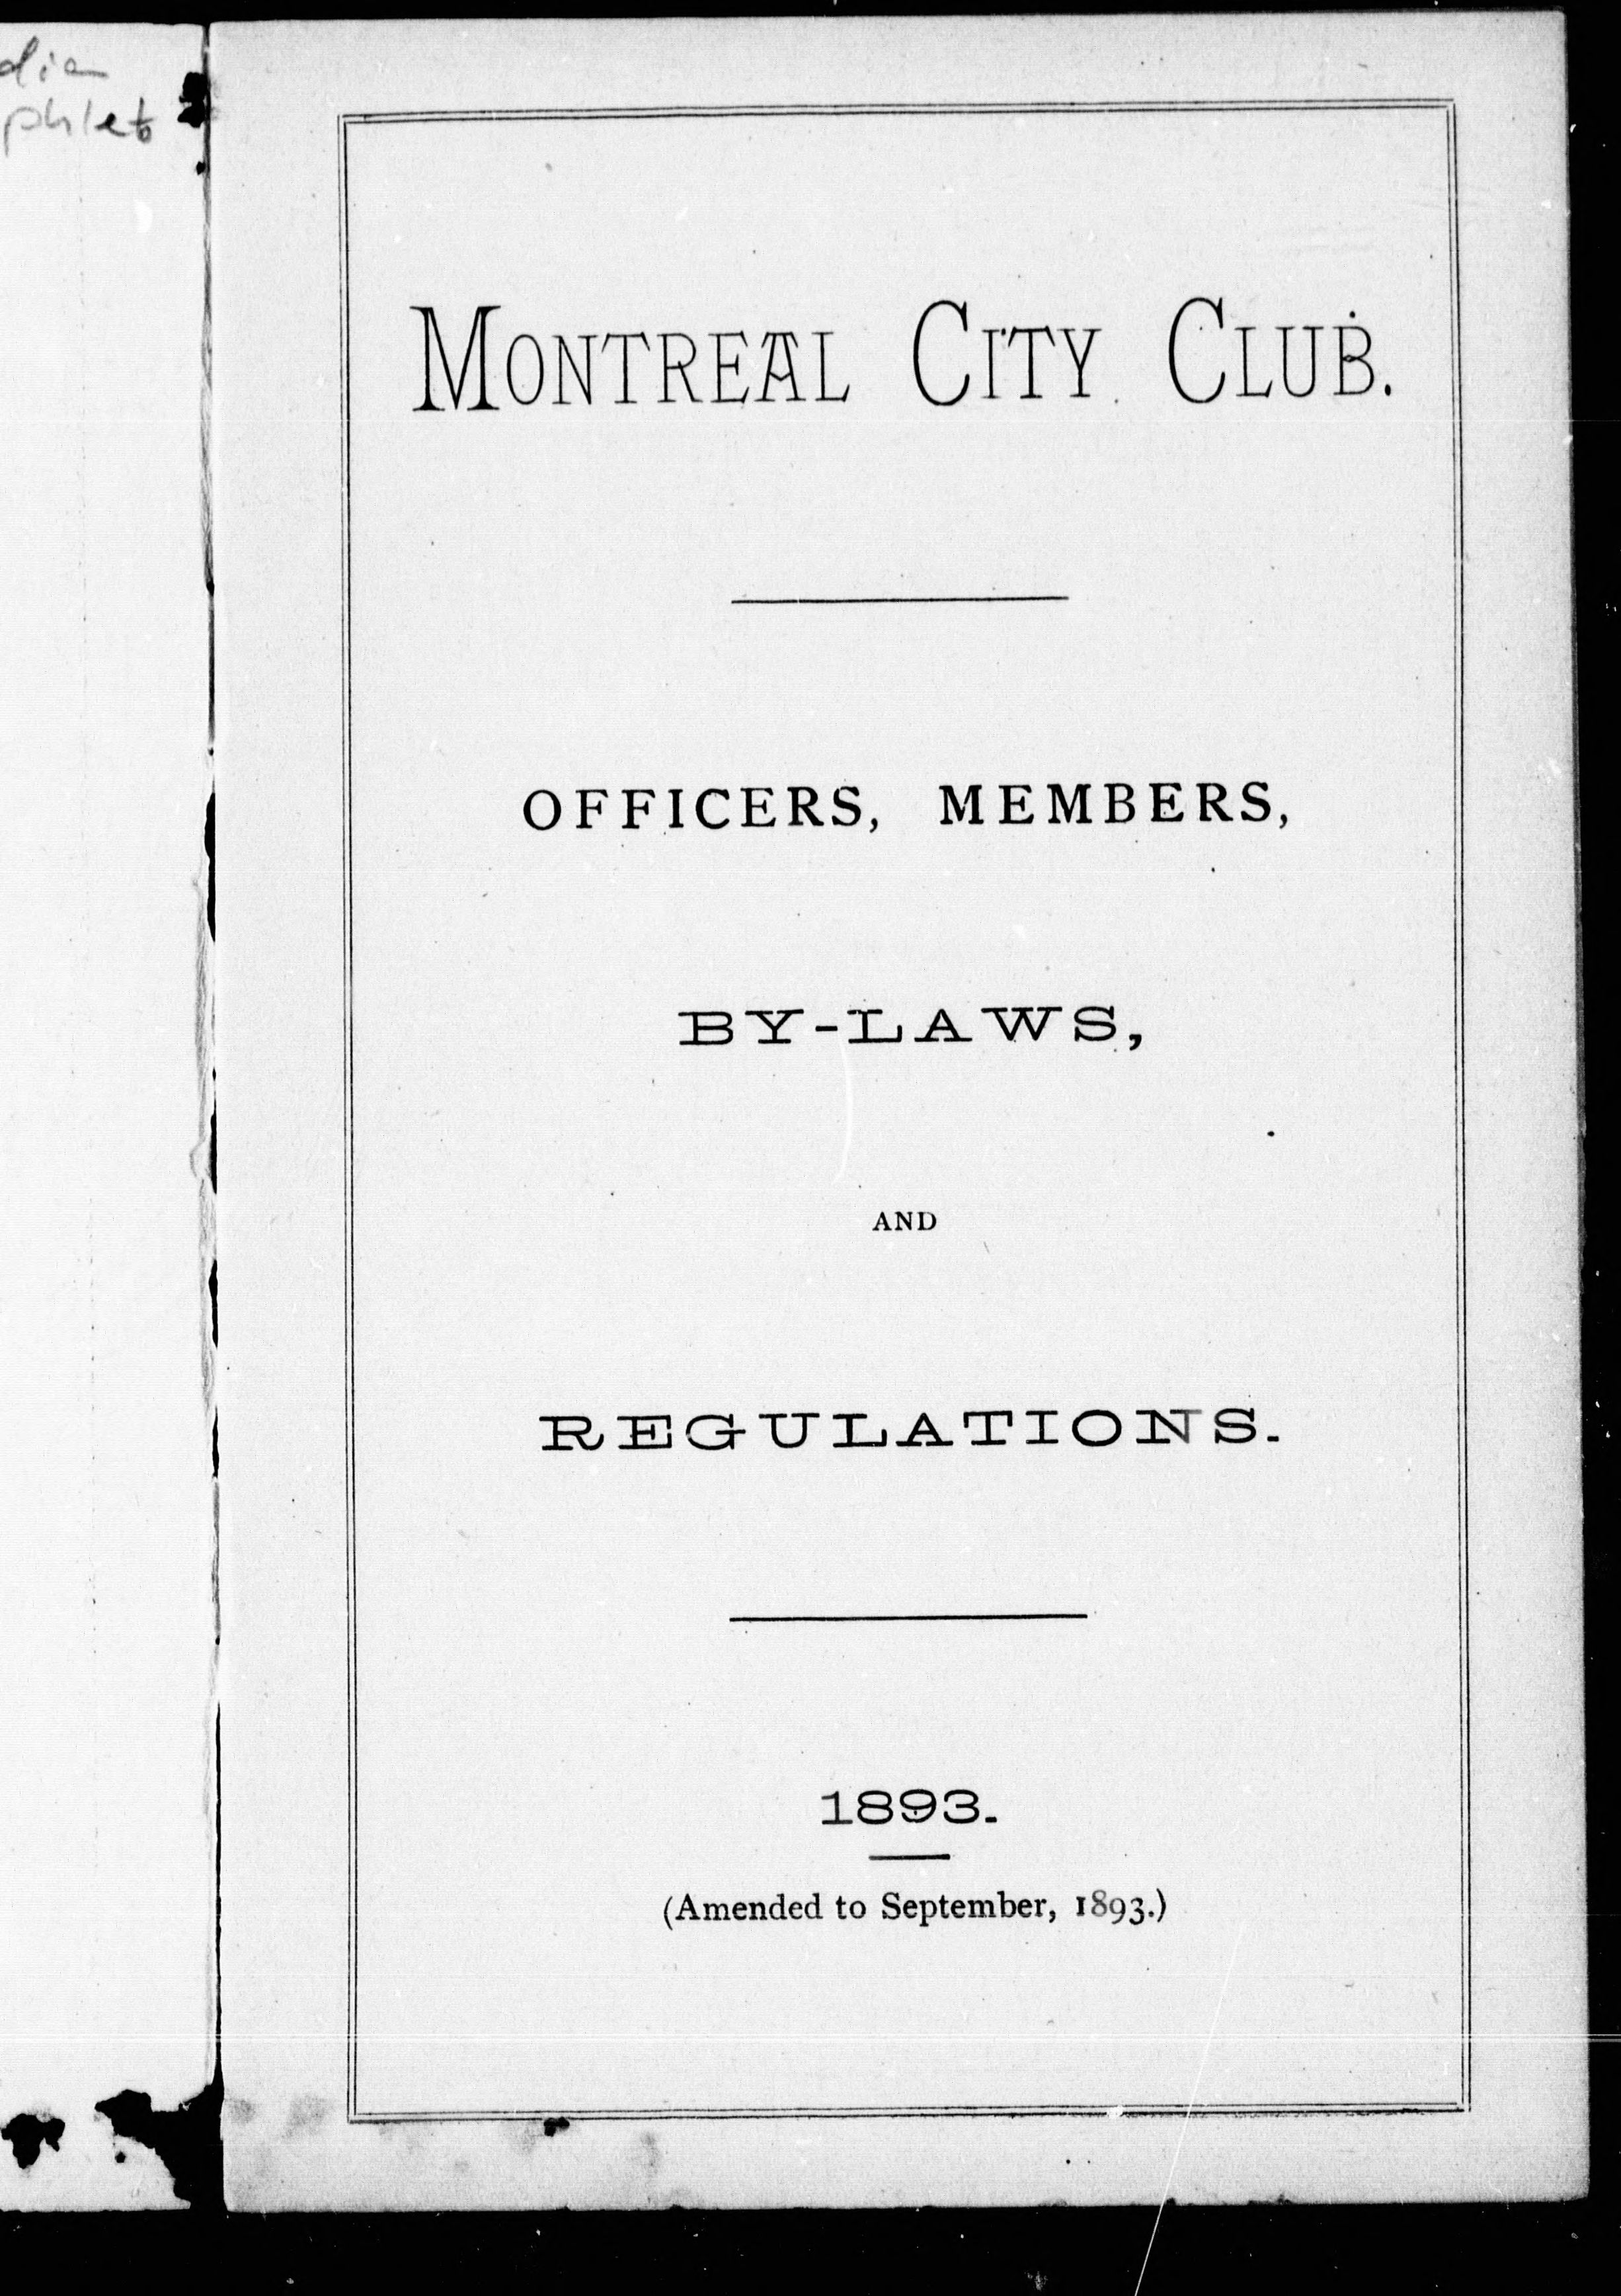 MONTREAL CITY CLUB.
OFFICERS, MEMBERS,
BY-LAWS,
AND
REGULATIONS.
1893.
(Amended to September, 1893.)